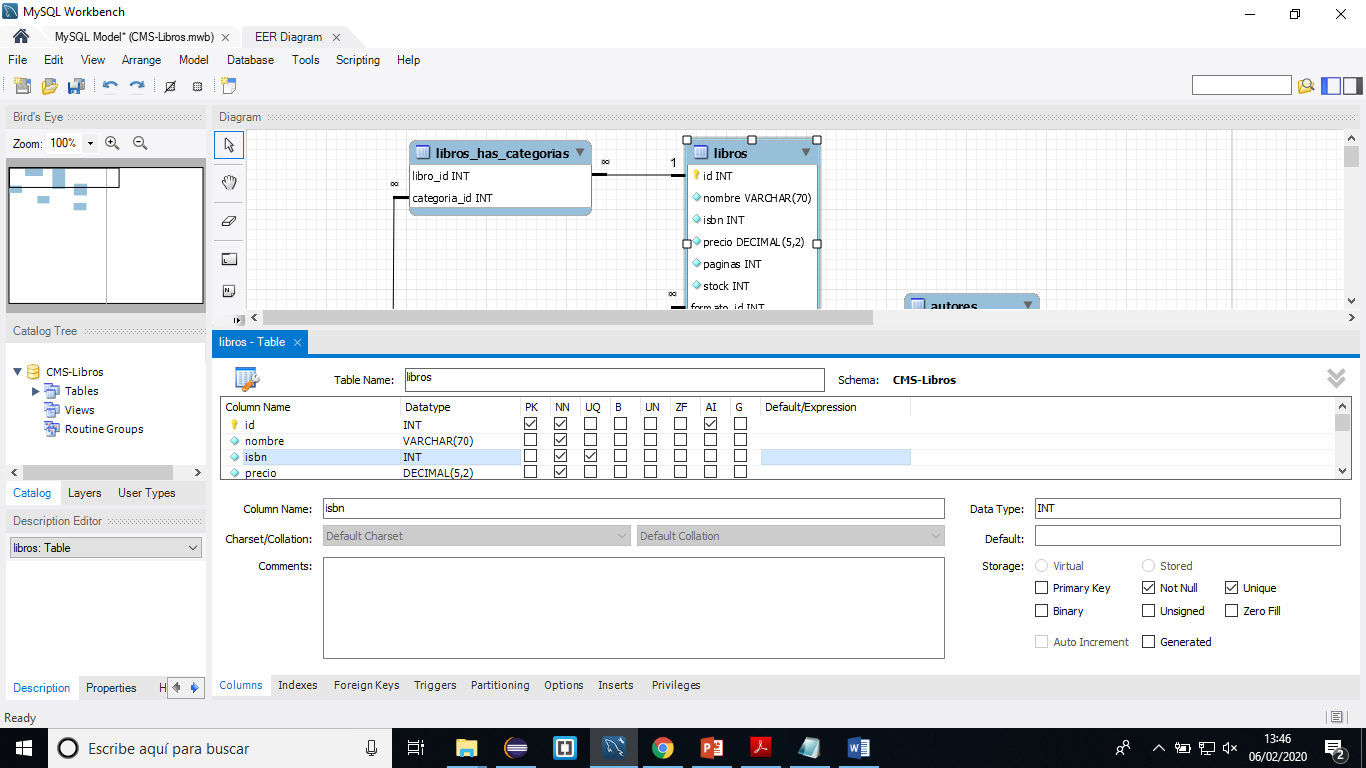 MySQL Workbench
MySQL Model* (CMS-Libros.mwb)
EER Diagram
File Edit View Arrange Model Database Tools Scripting Help
Bird's Eye
Zoom: 100%
Diagram
libros_has_categorias
libro_id INT
categoria_id INT
∞
∞
1
∞
libros
id INT
nombre VARCHAR(70)
isbn INT
precio DECIMAL(5,2)
paginas INT
stock INT
formato_id INT
autores
Catalog Tree
CMS-Libros
Tables
Views
Routine Groups
Catalog Layers User Types
Description Editor
libros: Table
Description Properties H
libros - Table
Table Name: libros Schema: CMS-Libros
Column Name Datatype PK NN UQ B UN ZF AI G Default/Expression
id INT
nombre VARCHAR(70)
isbn INT
precio DECIMAL(5,2)
Column Name: isbn Data Type: INT
Charset/Collation: Default Charset Default Collation Default:
Comments: Storage: Virtual Stored
Primary Key Not Null Unique
Binary Unsigned Zero Fill
Auto Increment Generated
Columns Indexes Foreign Keys Triggers Partitioning Options Inserts Privileges
Ready
Escribe aquí para buscar
13:46
06/02/2020
2